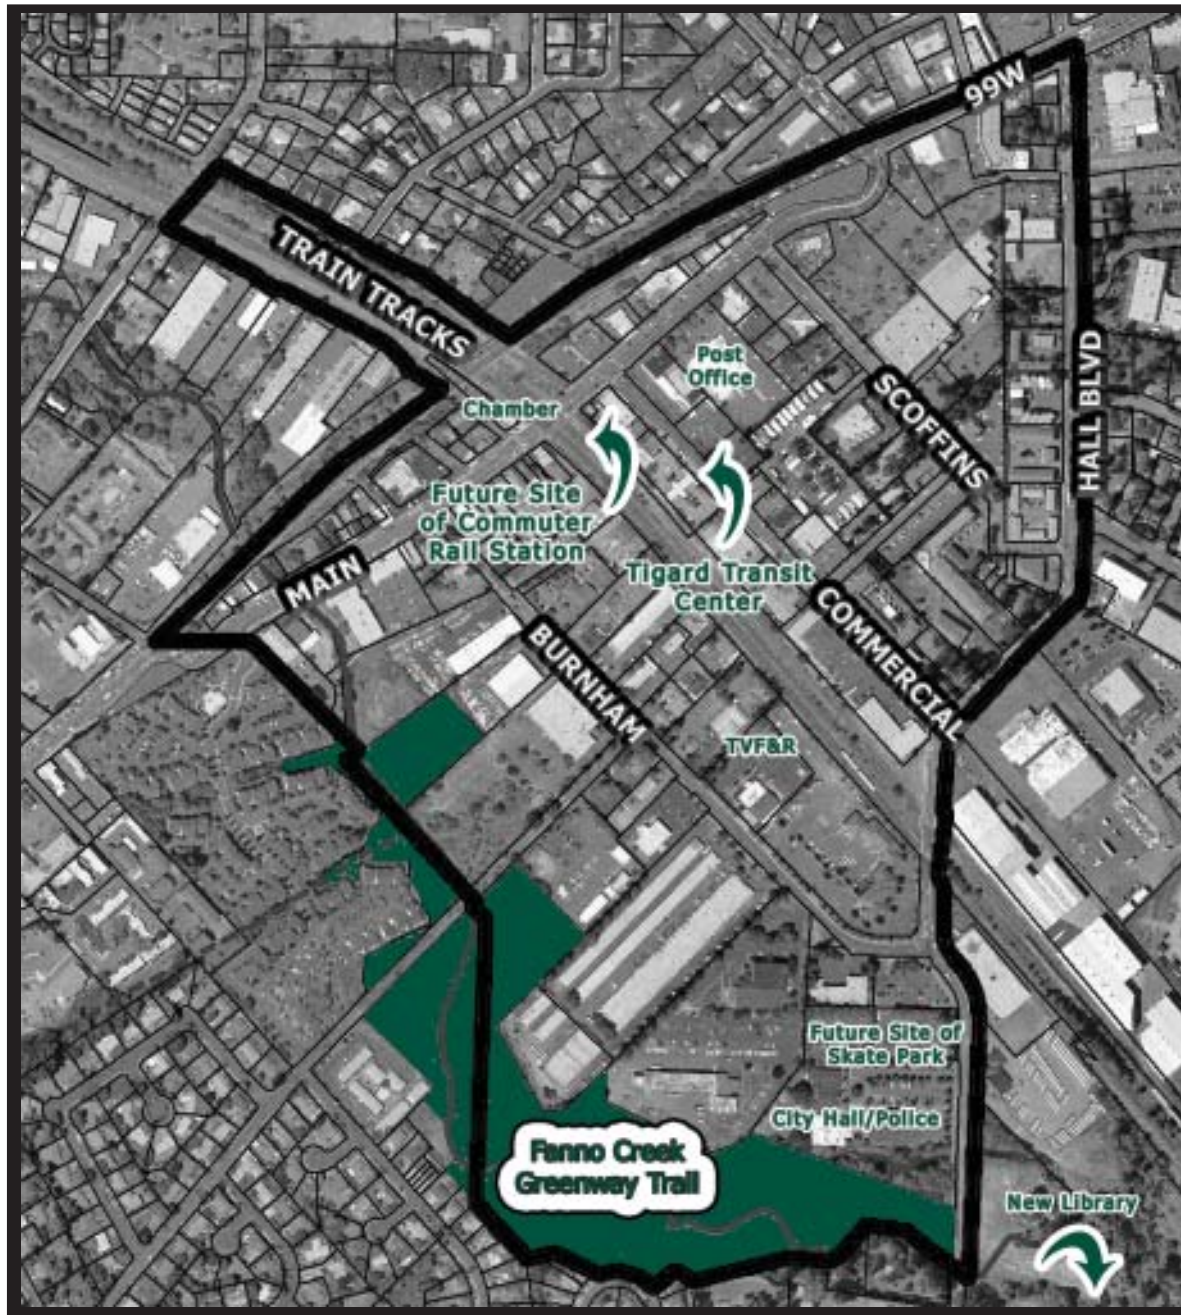 99W
TRAIN TRACKS
HALL BLVD
Post
Office
SCOFFINS
Chamber
Future Site
of Commuter
Rail Station
Tigard Transit
Center
MAIN
COMMERCIAL
BURNHAM
TVF&R
Future Site of
Skate Park
City Hall/Police
Fanno Creek
Greenway Trail
New Library